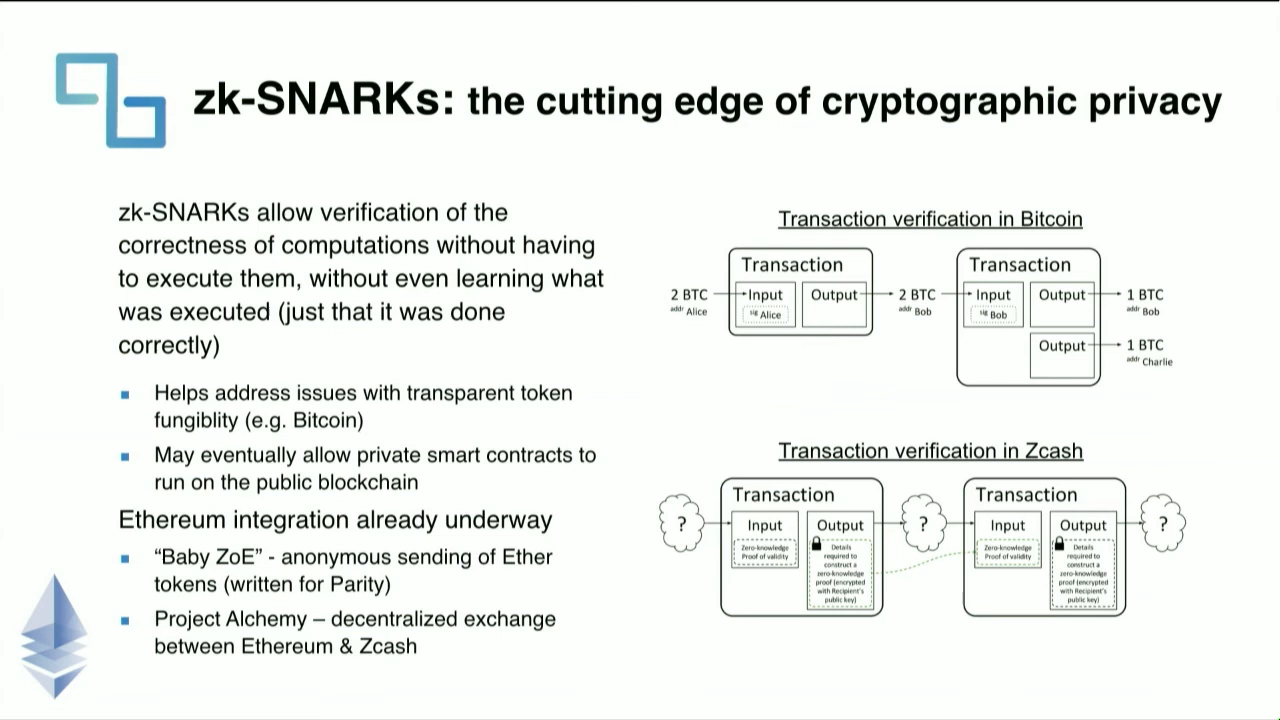 zk-SNARKs: the cutting edge of cryptographic privacy
zk-SNARKs allow verification of the
correctness of computations without having
to execute them, without even learning what
was executed (just that it was done
correctly)
Helps address issues with transparent token
fungiblity (e.g. Bitcoin)
May eventually allow private smart contracts to
run on the public blockchain
Ethereum integration already underway
“Baby ZoE” - anonymous sending of Ether
tokens (written for Parity)
Project Alchemy – decentralized exchange
between Ethereum & Zcash
Transaction verification in Bitcoin
Transaction
2 BTC
addr Alice
Input
sig Alice
Output
2 BTC
addr Bob
Transaction
Input
sig Bob
Output
1 BTC
addr Bob
Output
1 BTC
addr Charlie
Transaction verification in Zcash
?
Transaction
Input
Zero-knowledge
Proof of validity
Output
Details
required to
construct a
zero-knowledge
proof (encrypted
with Recipient's
public key)
?
Transaction
Input
Zero-knowledge
Proof of validity
Output
Details
required to
construct a
zero-knowledge
proof (encrypted
with Recipient's
public key)
?